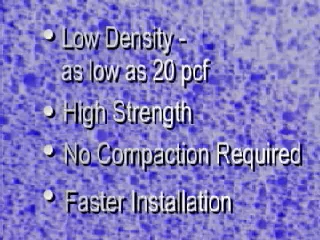 • Low Density -
as low as 20 pcf
• High Strength
• No Compaction Required
• Faster Installation